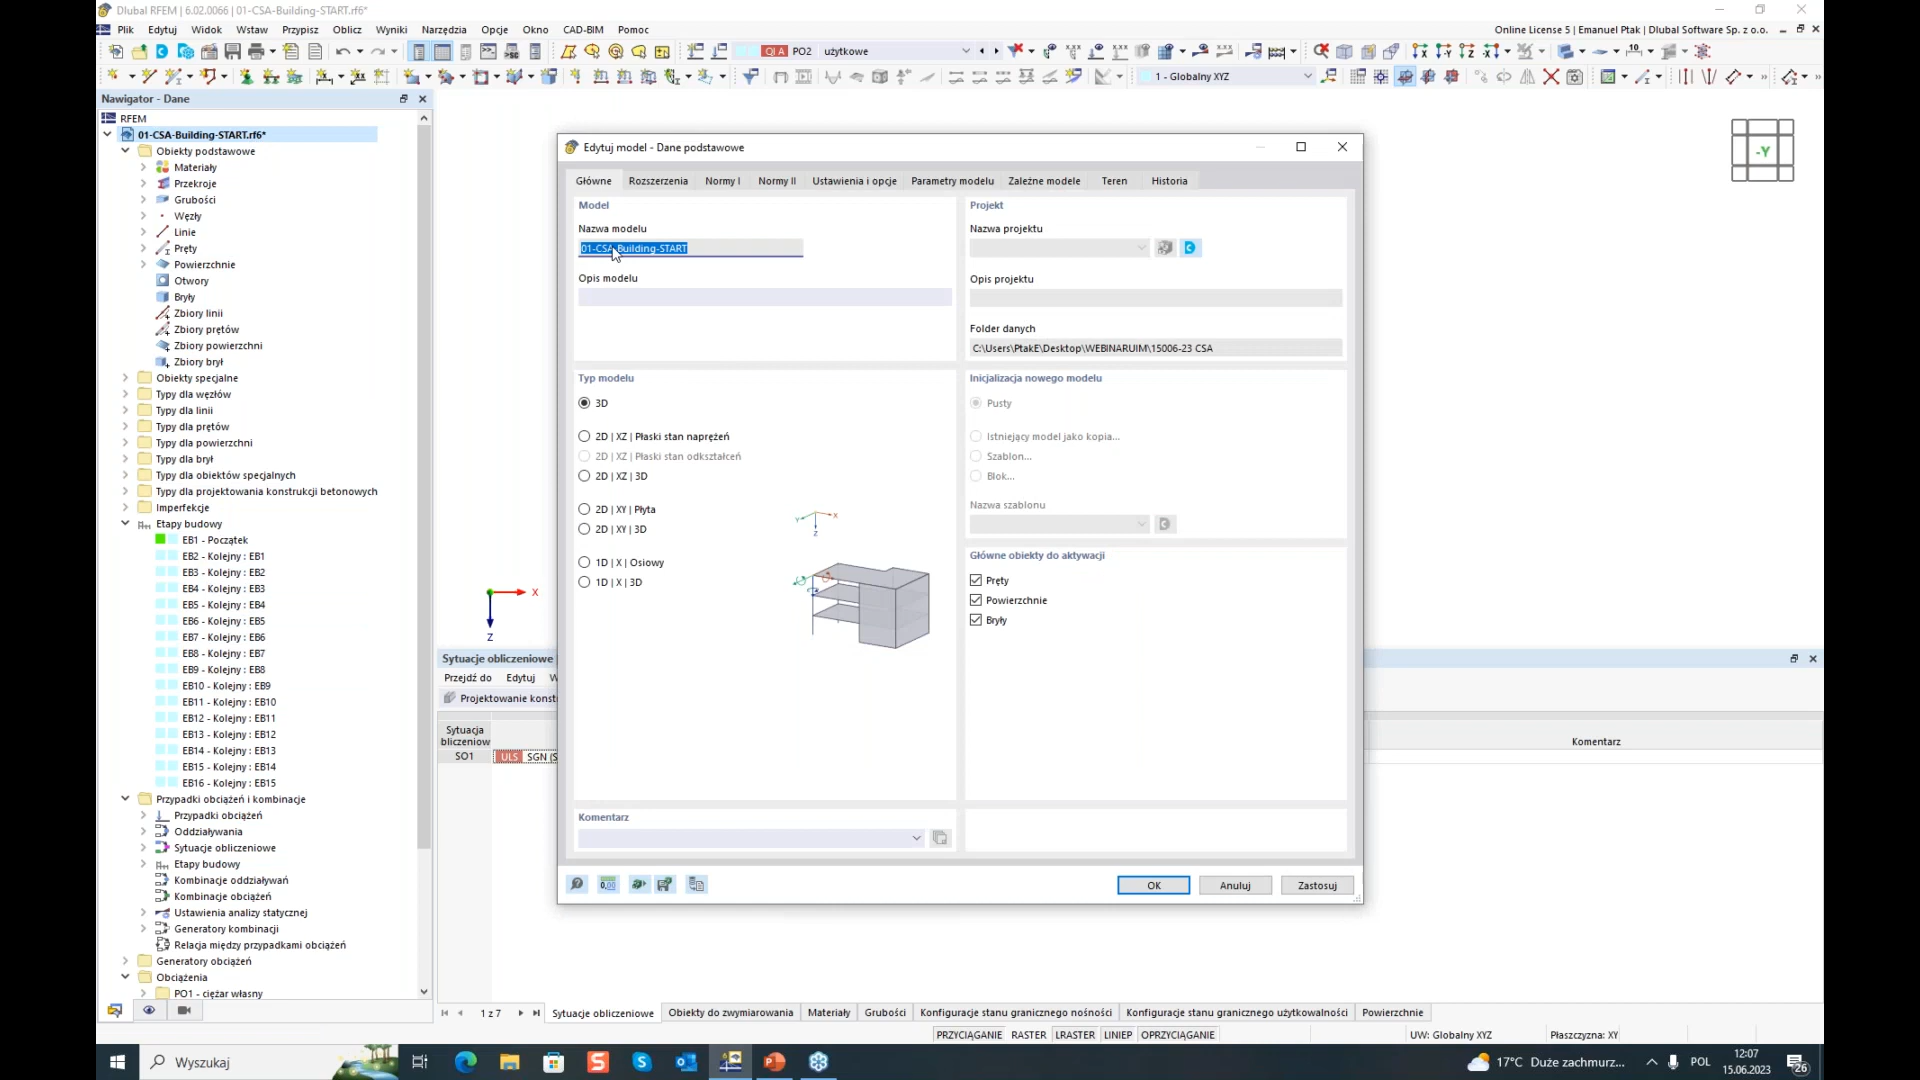 Dlubal RFEM | 6.02.0066 | 01-CSA-Building-START.rf6*
Plik Edytuj Widok Wstaw Przypisz Oblicz Wyniki Narzędzia Opcje Okno CAD-BIM Pomoc
Online License 5 | Emanuel Ptak | Dlubal Software Sp. z o.o.
QI A PO2 użytkowe
1 - Globalny XYZ
Nawigator - Dane
RFEM
01-CSA-Building-START.rf6*
Obiekty podstawowe
Materiały
Przekroje
Grubości
Węzły
Linie
Pręty
Powierzchnie
Otwory
Bryły
Zbiory linii
Zbiory prętów
Zbiory powierzchni
Zbiory brył
Obiekty specjalne
Typy dla węzłów
Typy dla linii
Typy dla prętów
Typy dla powierzchni
Typy dla brył
Typy dla obiektów specjalnych
Typy dla projektowania konstrukcji betonowych
Imperfekcje
Etapy budowy
EB1 - Początek
EB2 - Kolejny : EB1
EB3 - Kolejny : EB2
EB4 - Kolejny : EB3
EB5 - Kolejny : EB4
EB6 - Kolejny : EB5
EB7 - Kolejny : EB6
EB8 - Kolejny : EB7
EB9 - Kolejny : EB8
EB10 - Kolejny : EB9
EB11 - Kolejny : EB10
EB12 - Kolejny : EB11
EB13 - Kolejny : EB12
EB14 - Kolejny : EB13
EB15 - Kolejny : EB14
EB16 - Kolejny : EB15
Przypadki obciążeń i kombinacje
Przypadki obciążeń
Oddziaływania
Sytuacje obliczeniowe
Etapy budowy
Kombinacje oddziaływań
Kombinacje obciążeń
Ustawienia analizy statycznej
Generatory kombinacji
Relacja między przypadkami obciążeń
Generatory obciążeń
Obciążenia
PO1 - ciężar własny
Edytuj model - Dane podstawowe
Główne Rozszerzenia Normy I Normy II Ustawienia i opcje Parametry modelu Zależne modele Teren Historia
Model
Nazwa modelu
01-CSA-Building-START
Opis modelu
Projekt
Nazwa projektu
Opis projektu
Folder danych
C:\Users\PtakE\Desktop\WEBINARUIM\15006-23 CSA
Typ modelu
3D
2D | XZ | Płaski stan naprężeń
2D | XZ | Płaski stan odkształceń
2D | XZ | 3D
2D | XY | Płyta
2D | XY | 3D
1D | X | Osiowy
1D | X | 3D
Y X
Z
Inicjalizacja nowego modelu
Pusty
Istniejący model jako kopia...
Szablon...
Blok...
Nazwa szablonu
Główne obiekty do aktywacji
Pręty
Powierzchnie
Bryły
Komentarz
0,00
OK Anuluj Zastosuj
-Y
X
Z
Sytuacje obliczeniowe
Przejdź do Edytuj W
Projektowanie konst
Sytuacja
bliczeniow
Komentarz
SO1 ULS SGN (S
1 z 7 Sytuacje obliczeniowe Obiekty do zwymiarowania Materiały Grubości Konfiguracje stanu granicznego nośności Konfiguracje stanu granicznego użytkowalności Powierzchnie
PRZYCIĄGANIE RASTER LRASTER LINIEP OPRZYCIĄGANIE UW: Globalny XYZ Płaszczyzna: XY
Wyszukaj
17°C Duże zachmurz... POL
12:07
15.06.2023
26